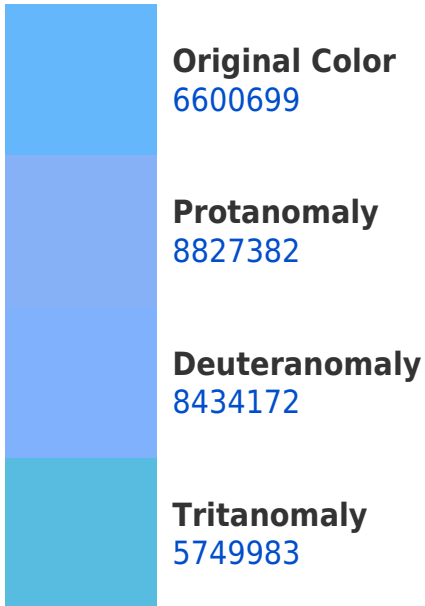 Original Color
6600699
Protanomaly
8827382
Deuteranomaly
8434172
Tritanomaly
5749983